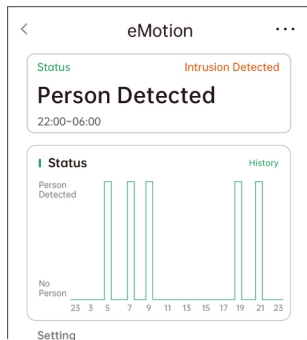 eMotion
Status Intrusion Detected
Person Detected
22:00~06:00
Status History
Person
Detected
No
Person
23 3 5 7 9 11 13 15 17 19 21 23
Setting